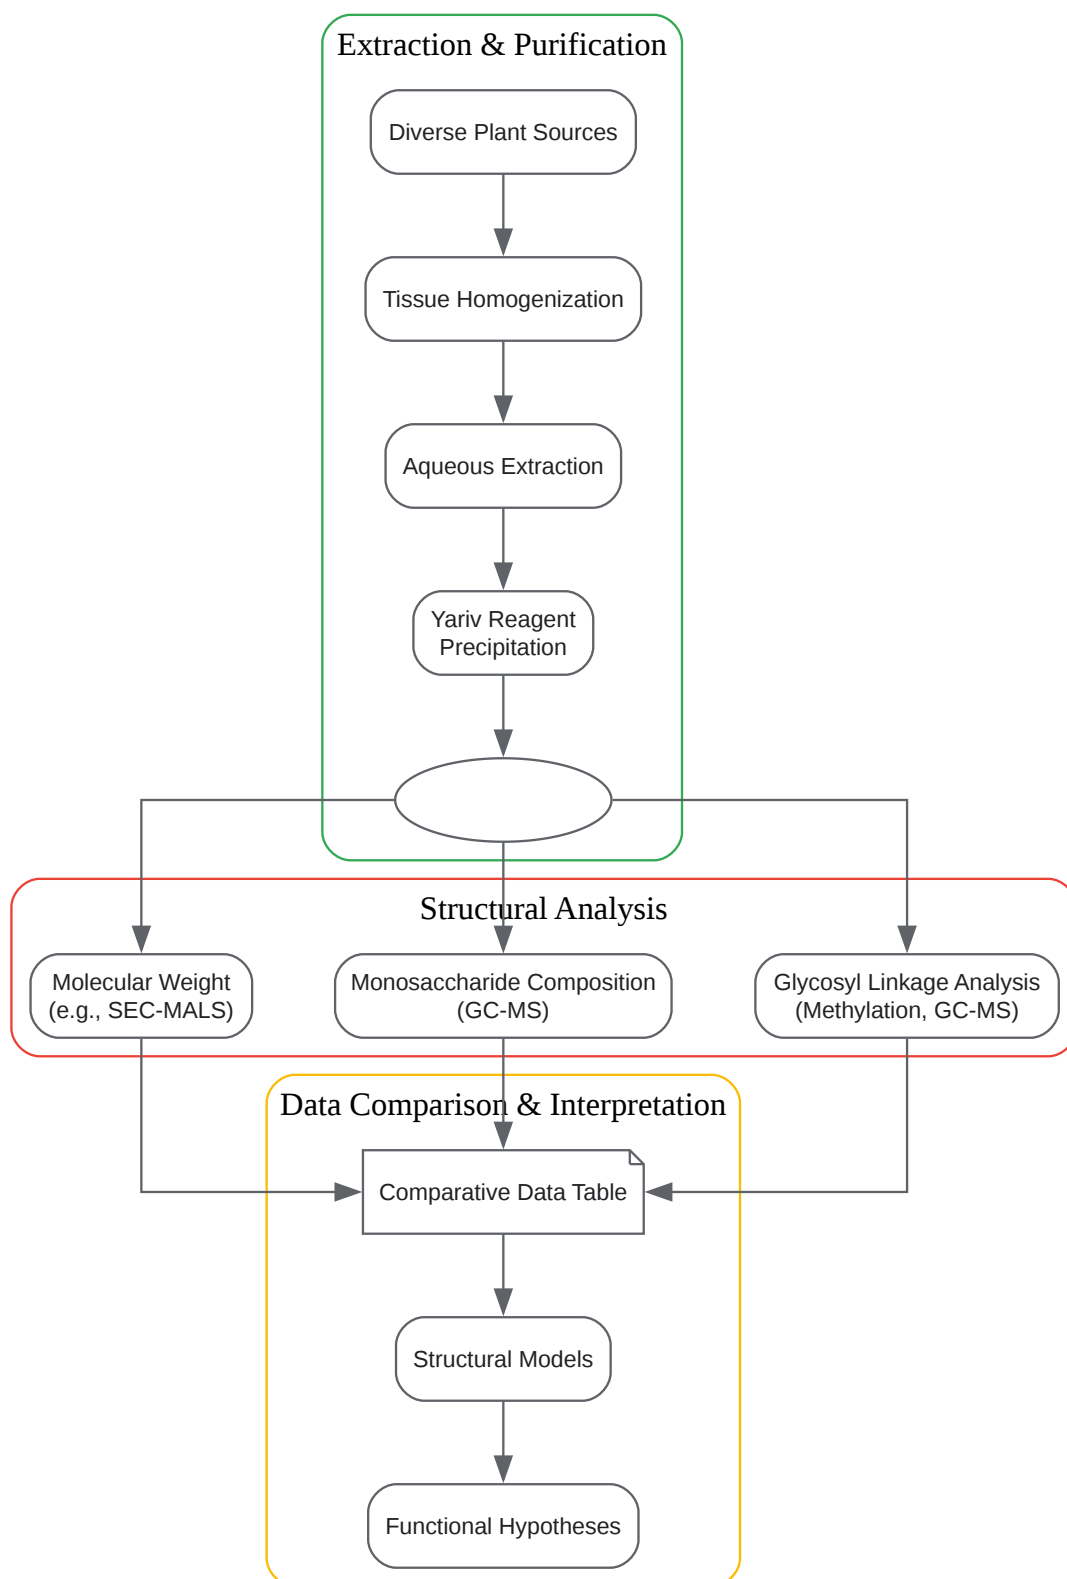 Extraction & Purification
Diverse Plant Sources
Tissue Homogenization
Aqueous Extraction
Yariv Reagent
Precipitation
Structural Analysis
Molecular Weight
(e.g., SEC-MALS)
Monosaccharide Composition
(GC-MS)
Glycosyl Linkage Analysis
(Methylation, GC-MS)
Data Comparison & Interpretation
Comparative Data Table
Structural Models
Functional Hypotheses